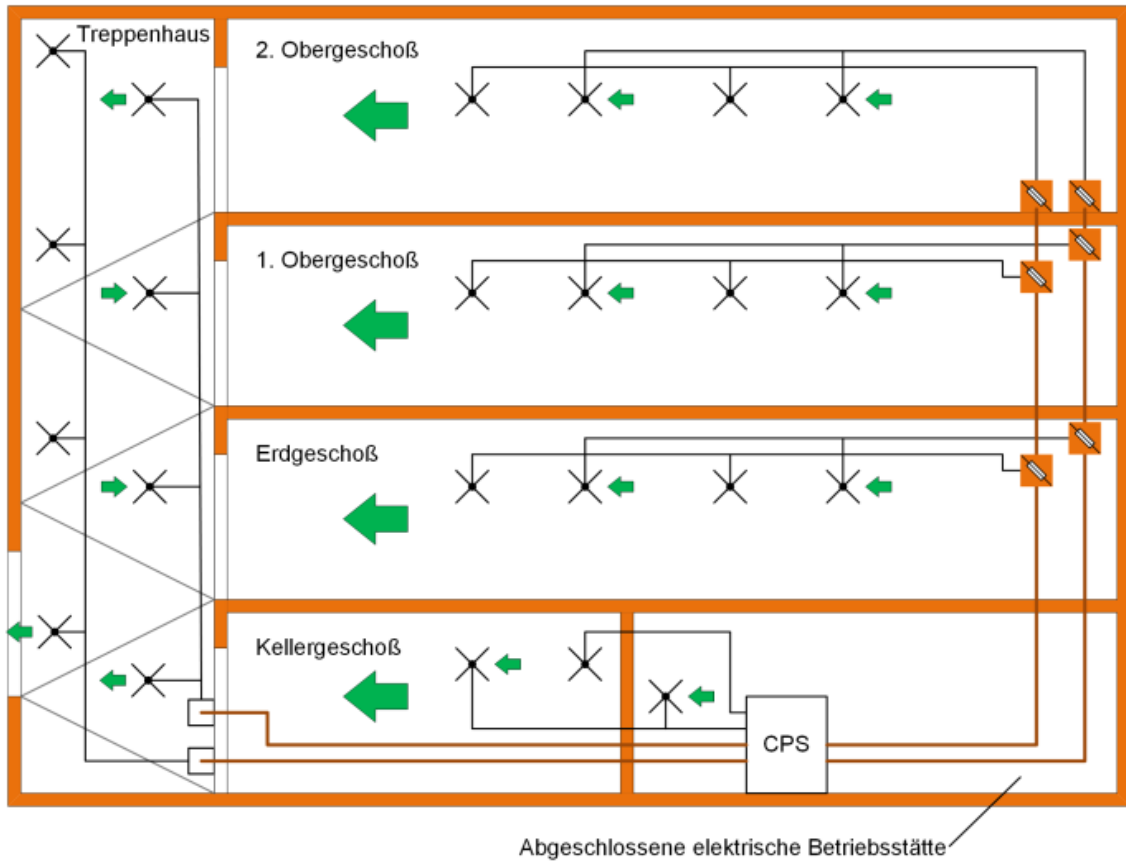 Treppenhaus
2. Obergeschoß
1. Obergeschoß
Erdgeschoß
Kellergeschoß
CPS
Abgeschlossene elektrische Betriebsstätte